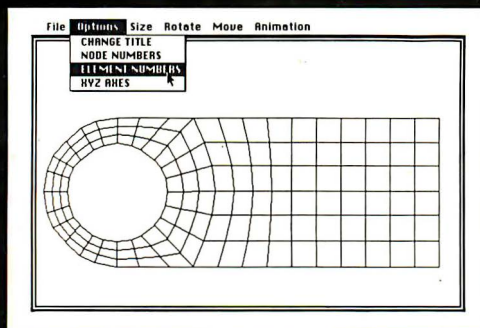 File Options Size Rotate Move Animation
CHANGE TITLE
NODE NUMBERS
ELEMENT NUMBERS
XYZ AXES